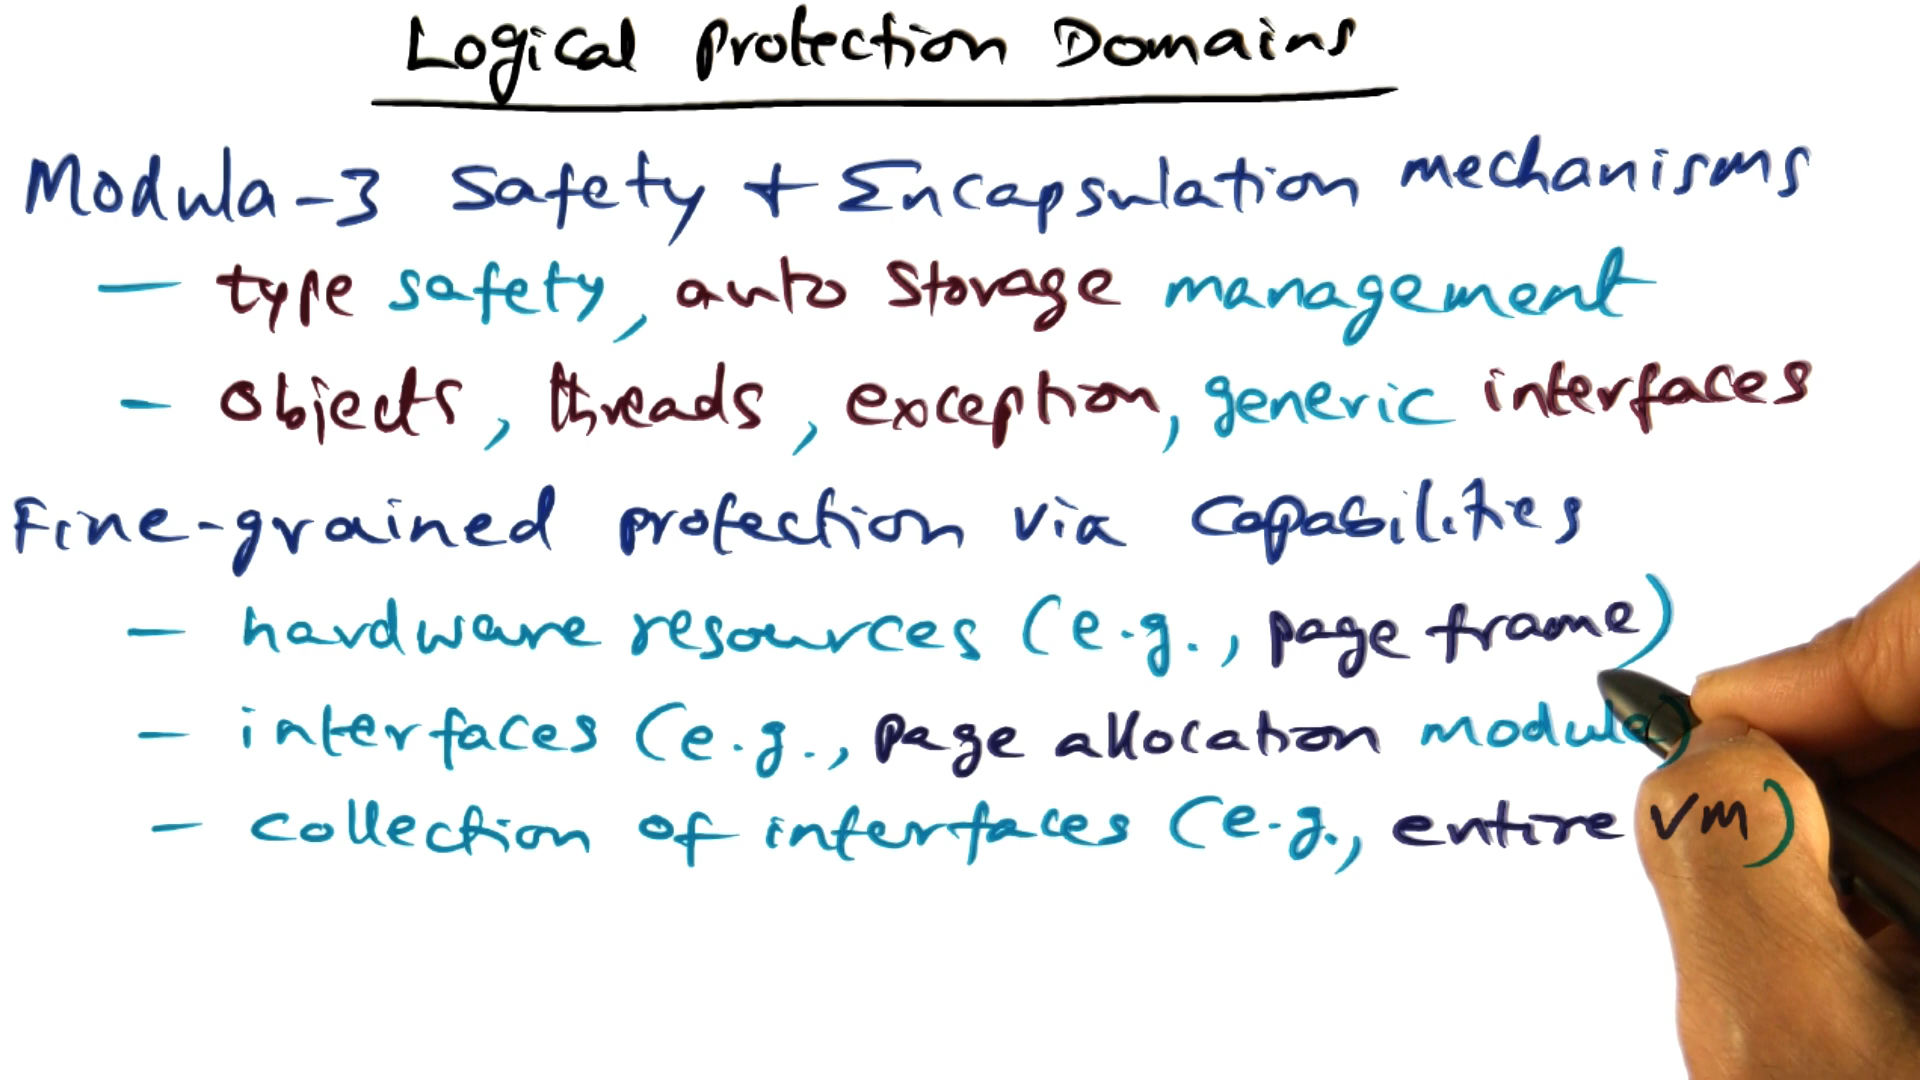 Logical Protection Domains
Modula-3 Safety + Encapsulation mechanisms
- type safety, auto storage management
- objects, threads, exception, generic interfaces
Fine-grained protection via capabilities
- hardware resources (e.g., page frame)
- interfaces (e.g., page allocation module)
- collection of interfaces (e.g., entire vm)